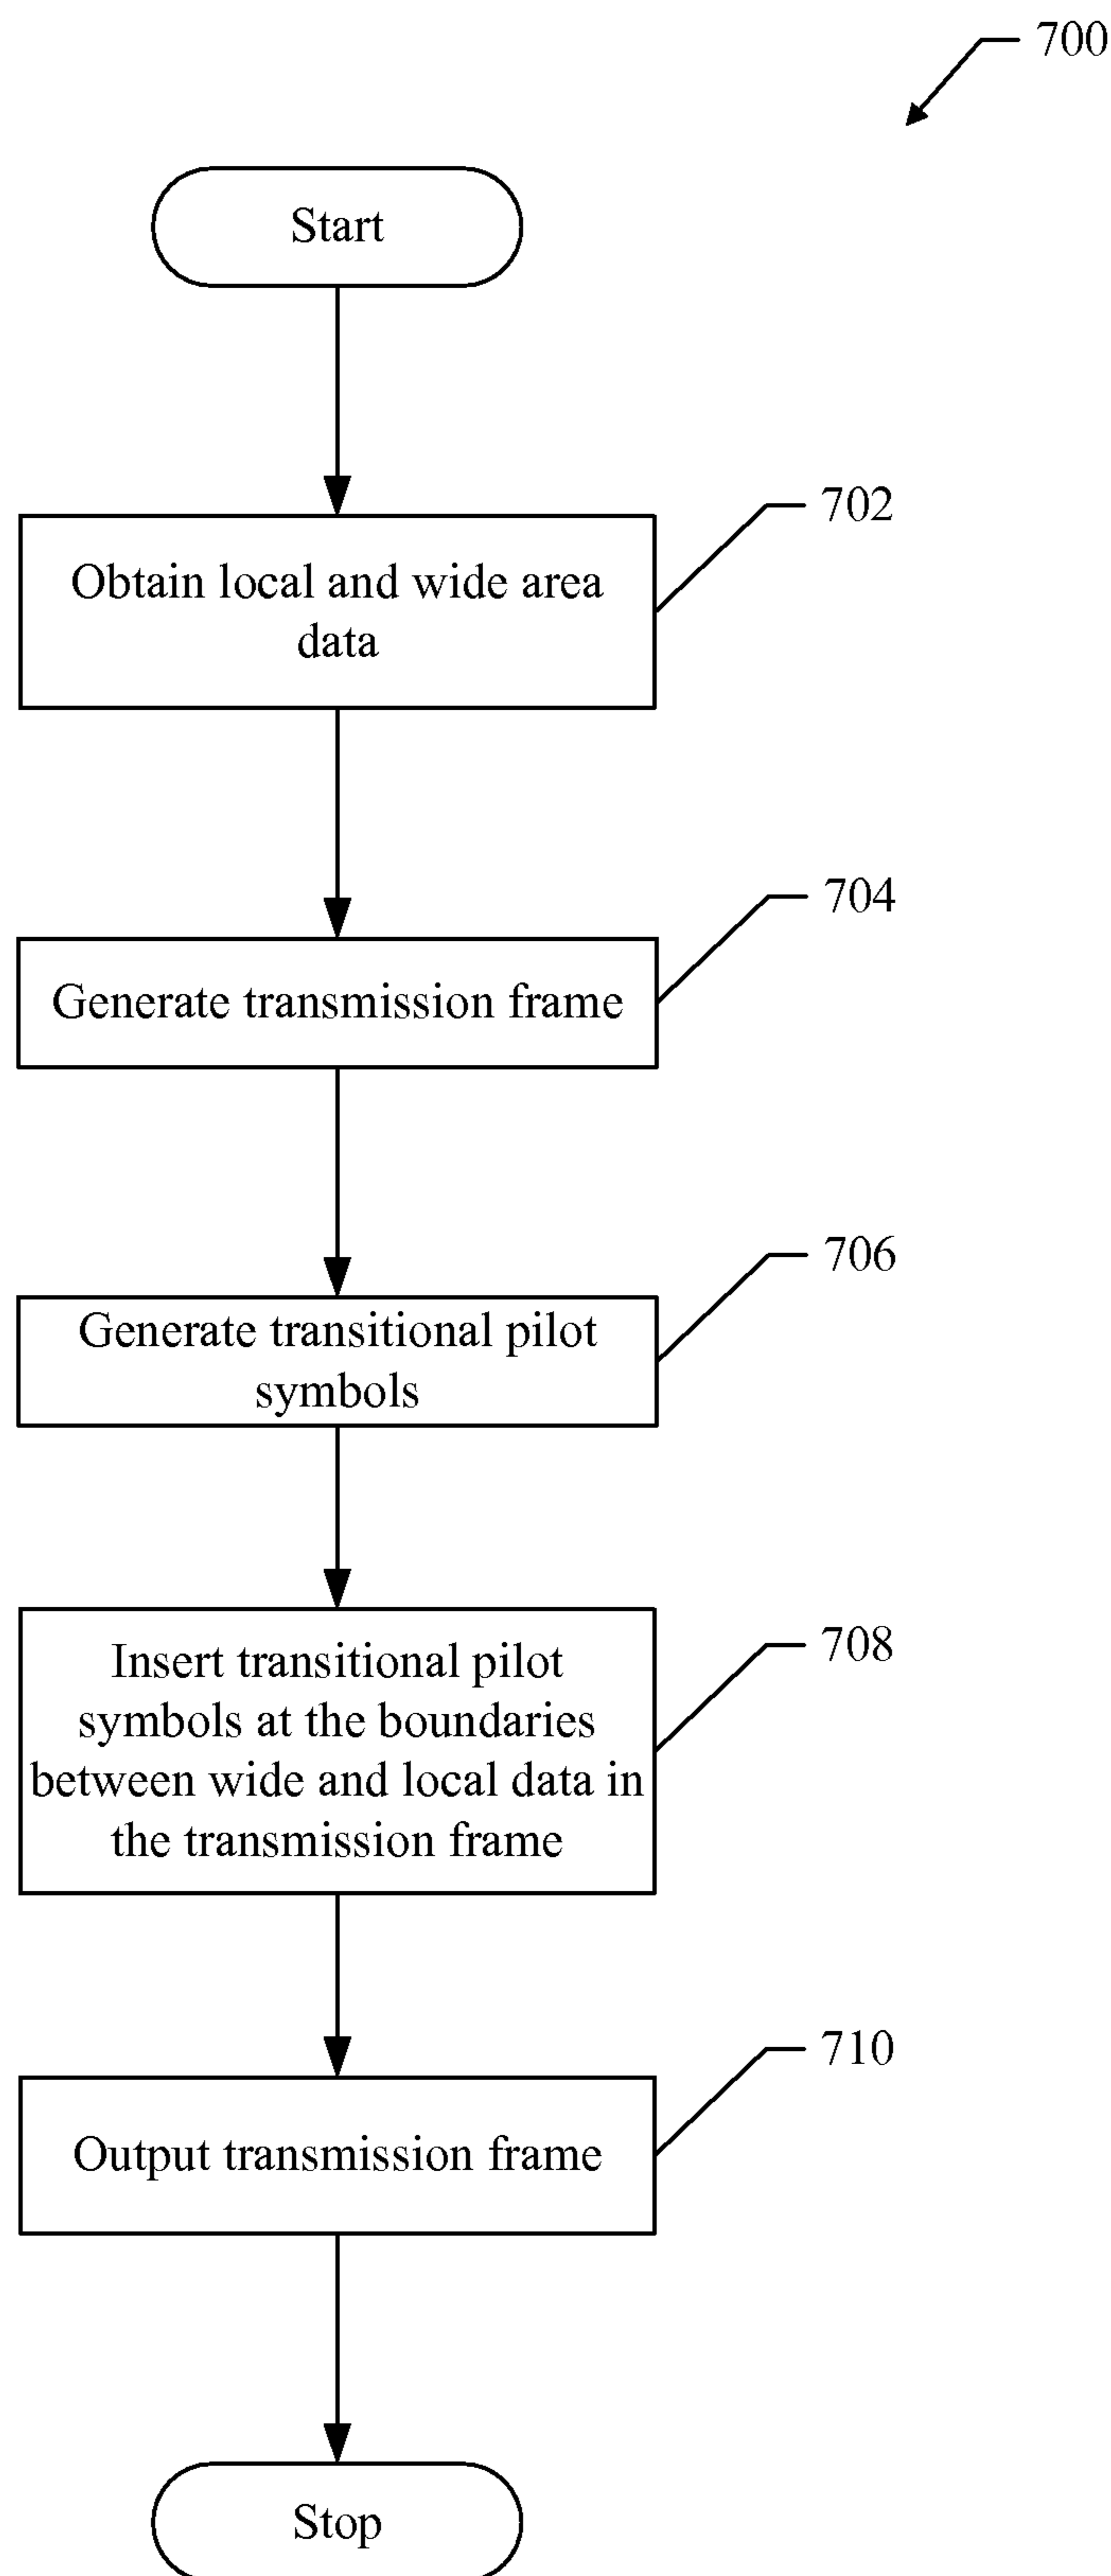 700
Start
702
Obtain local and wide area
data
704
Generate transmission frame
706
Generate transitional pilot
symbols
708
Insert transitional pilot
symbols at the boundaries
between wide and local data in
the transmission frame
710
Output transmission frame
Stop